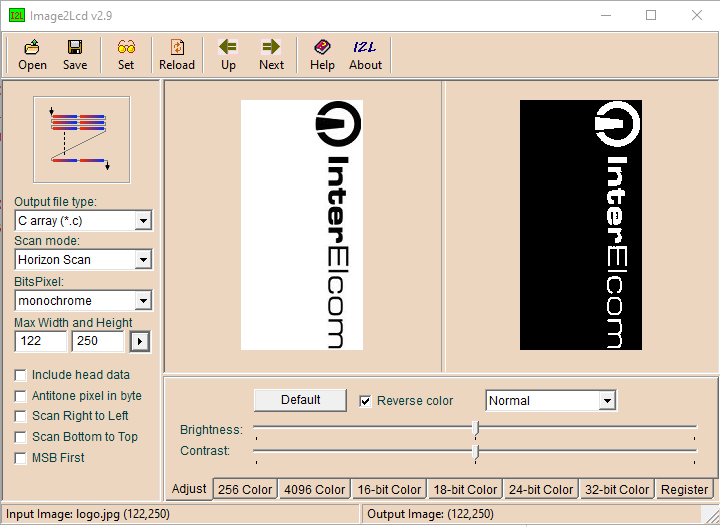 Image2Lcd v2.9
Open Save Set Reload Up Next Help I2L About
Output file type:
C array (*.c)
Scan mode:
Horizon Scan
BitsPixel:
monochrome
Max Width and Height
122 250
Include head data
Antitone pixel in byte
Scan Right to Left
Scan Bottom to Top
MSB First
InterElcom
InterElcom
Default Reverse color Normal
Brightness:
Contrast:
Adjust 256 Color 4096 Color 16-bit Color 18-bit Color 24-bit Color 32-bit Color Register
Input Image: logo.jpg (122,250) Output Image: (122,250)